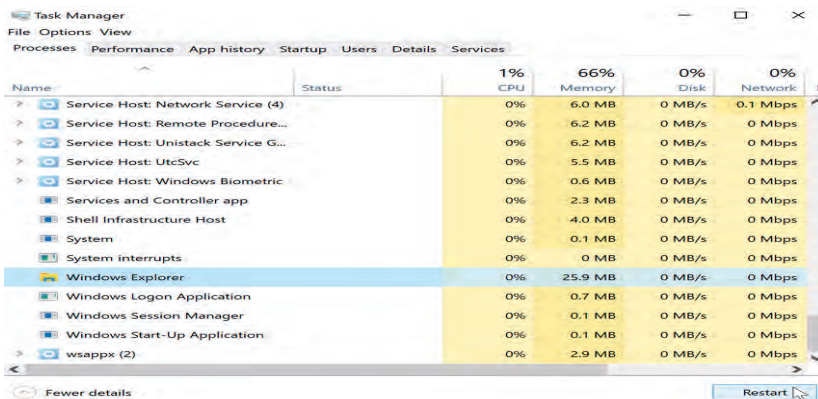 Task Manager
File Options View
Processes Performance App history Startup Users Details Services
1% 66% 0% 0%
Name Status CPU Memory Disk Network
Service Host: Network Service (4) 0% 6.0 MB 0 MB/s 0.1 Mbps
Service Host: Remote Procedure... 0% 6.2 MB 0 MB/s 0 Mbps
Service Host: Unistack Service G... 0% 6.2 MB 0 MB/s 0 Mbps
Service Host: UtcSvc 0% 5.5 MB 0 MB/s 0 Mbps
Service Host: Windows Biometric 0% 0.6 MB 0 MB/s 0 Mbps
Services and Controller app 0% 2.3 MB 0 MB/s 0 Mbps
Shell Infrastructure Host 0% 4.0 MB 0 MB/s 0 Mbps
System 0% 0.1 MB 0 MB/s 0 Mbps
System interrupts 0% 0 MB 0 MB/s 0 Mbps
Windows Explorer 0% 25.9 MB 0 MB/s 0 Mbps
Windows Logon Application 0% 0.7 MB 0 MB/s 0 Mbps
Windows Session Manager 0% 0.1 MB 0 MB/s 0 Mbps
Windows Start-Up Application 0% 0.1 MB 0 MB/s 0 Mbps
wsappx (2) 0% 2.9 MB 0 MB/s 0 Mbps
Fewer details Restart